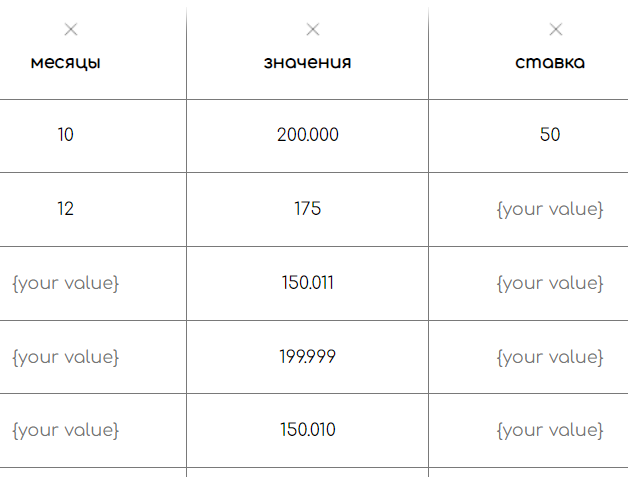 месяцы значения ставка
10 200.000 50
12 175 {your value}
{your value} 150.011 {your value}
{your value} 199.999 {your value}
{your value} 150.010 {your value}